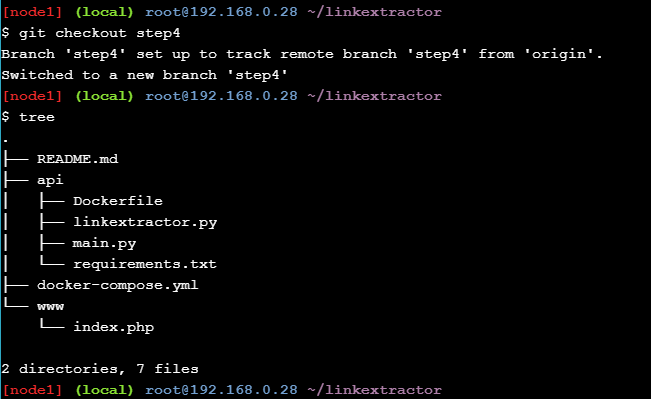 [node1] (local) root@192.168.0.28 ~/linkextractor
$ git checkout step4
Branch 'step4' set up to track remote branch 'step4' from 'origin'.
Switched to a new branch 'step4'
[node1] (local) root@192.168.0.28 ~/linkextractor
$ tree
.
├── README.md
├── api
│   ├── Dockerfile
│   ├── linkextractor.py
│   ├── main.py
│   └── requirements.txt
├── docker-compose.yml
└── www
    └── index.php

2 directories, 7 files
[node1] (local) root@192.168.0.28 ~/linkextractor